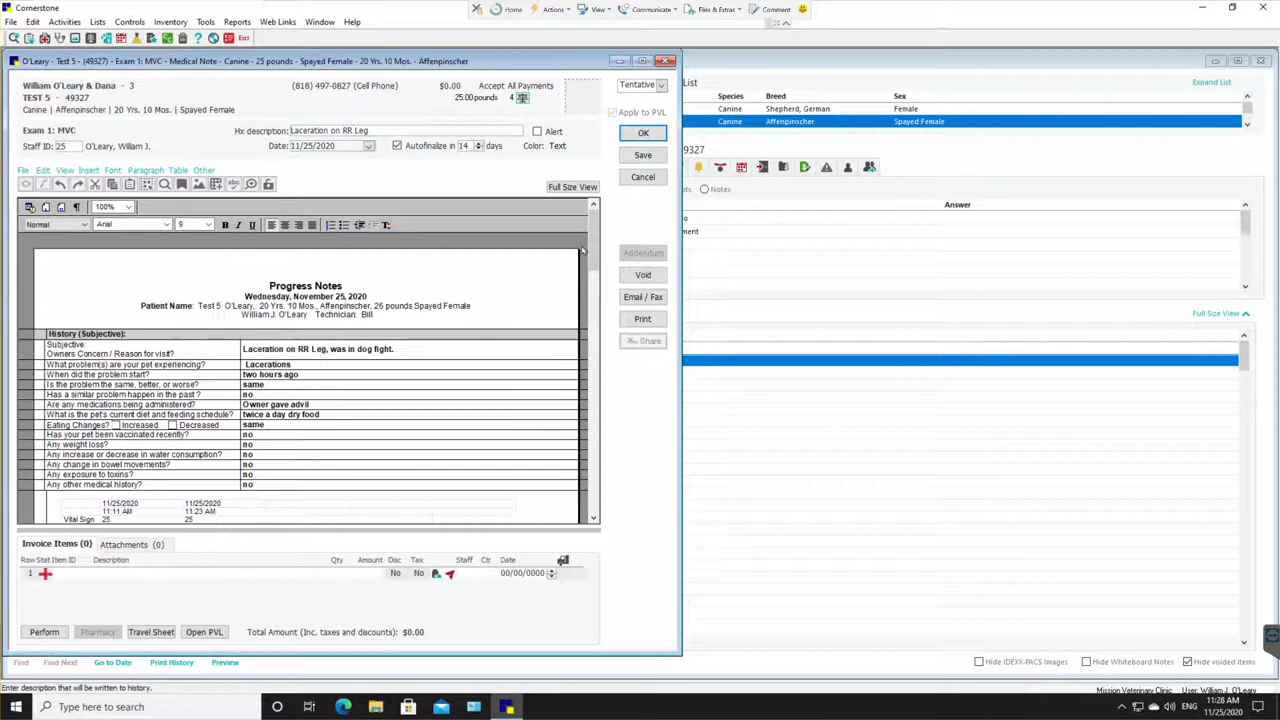 Cornerstone
Home Actions View Communicate Files & Extras Comment
File Edit Activities Lists Controls Inventory Tools Reports Web Links Window Help
EXIT
O'Leary - Test 5 - (49327) - Exam 1: MVC - Medical Note - Canine - 25 pounds - Spayed Female - 20 Yrs. 10 Mos. - Affenpinscher
William O'Leary & Dana - 3 (818) 497-0827 (Cell Phone) $0.00 Accept All Payments
TEST 5 - 49327 25.00 pounds 4
Canine | Affenpinscher | 20 Yrs. 10 Mos. | Spayed Female
Tentative
Apply to PVL
Exam 1: MVC Hx description: Laceration on RR Leg Alert
Staff ID: 25 O'Leary, William J. Date: 11/25/2020 Autofinalize in 14 days Color: Text
OK
Save
Cancel
File Edit View Insert Font Paragraph Table Other
Full Size View
100%
Normal Arial 9 B I U
Progress Notes
Wednesday, November 25, 2020
Patient Name: Test 5 O'Leary, 20 Yrs. 10 Mos., Affenpinscher, 26 pounds Spayed Female
William J. O'Leary Technician: Bill
History (Subjective):
Subjective:
Owners Concern / Reason for visit? Laceration on RR Leg, was in dog fight.
What problem(s) are your pet experiencing? Lacerations
When did the problem start? two hours ago
Is the problem the same, better, or worse? same
Has a similar problem happen in the past ? no
Are any medications being administered? Owner gave advil
What is the pet's current diet and feeding schedule? twice a day dry food
Eating Changes? Increased Decreased same
Has your pet been vaccinated recently? no
Any weight loss? no
Any increase or decrease in water consumption? no
Any change in bowel movements? no
Any exposure to toxins? no
Any other medical history? no
11/25/2020 11/25/2020
11:11 AM 11:23 AM
Vital Sign 25 25
Addendum
Void
Email / Fax
Print
Share
Invoice Items (0) Attachments (0)
Row Stat Item ID Description Qty Amount Disc Tax Staff Ctr Date
1 No No 00/00/0000
Perform Pharmacy Travel Sheet Open PVL Total Amount (Inc. taxes and discounts): $0.00
Find Find Next Go to Date Print History Preview
List Expand List
Species Breed Sex
Canine Shepherd, German Female
Canine Affenpinscher Spayed Female
49327
Notes
Answer
Full Size View
Hide IDEXX-PACS Images Hide Whiteboard Notes Hide voided items
Enter description that will be written to history.
Mission Veterinary Clinic User: William J. O'Leary
Type here to search
ENG 11:28 AM
11/25/2020